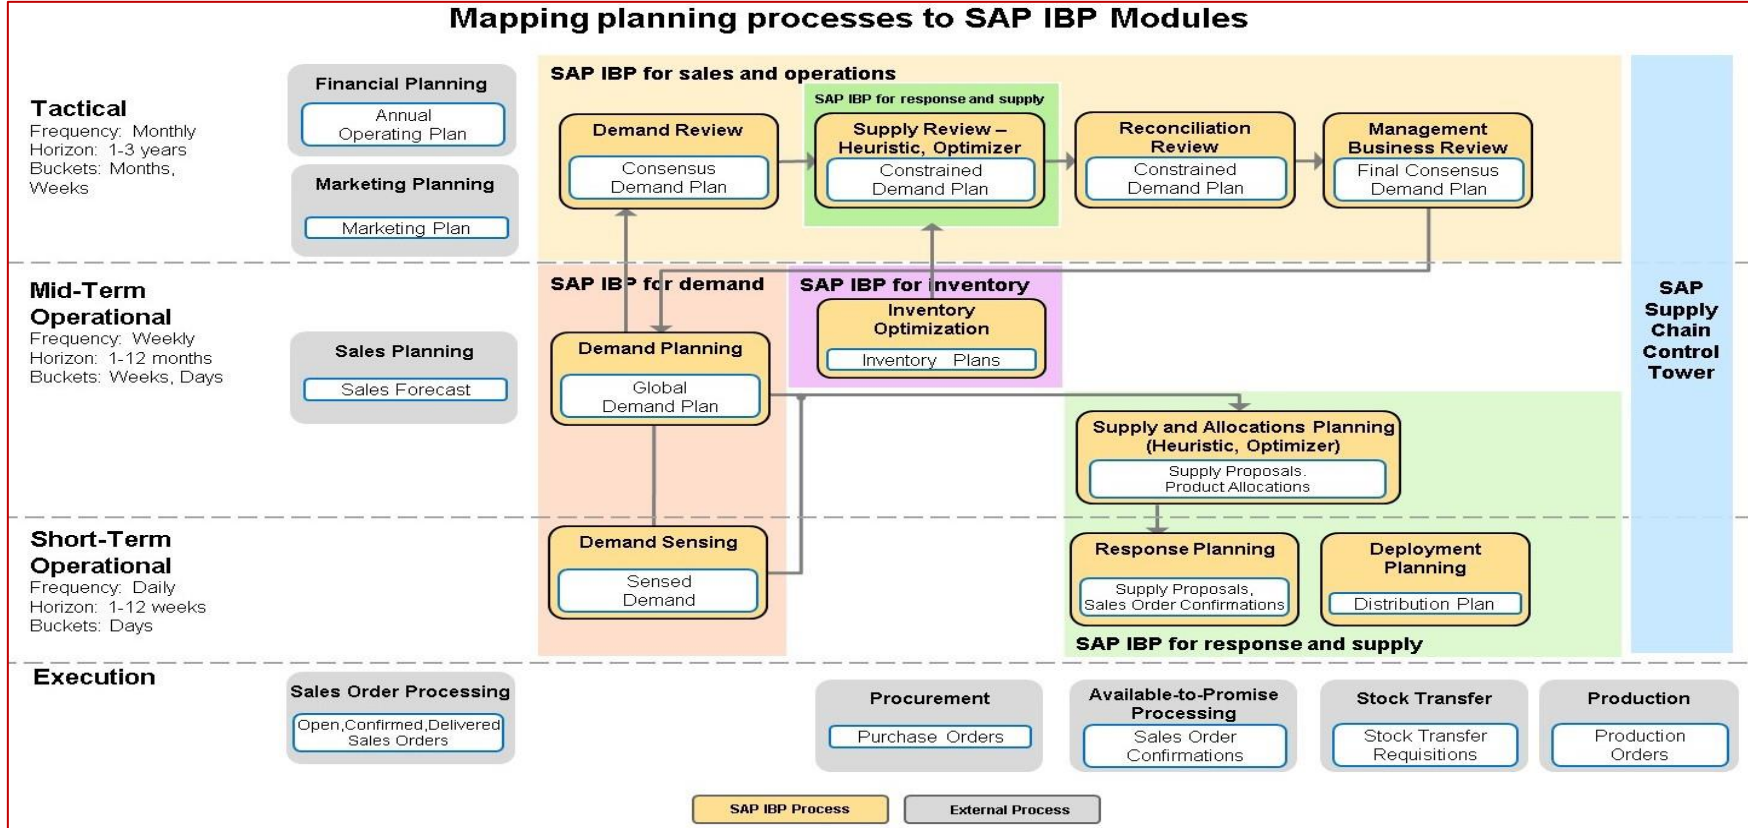 Mapping planning processes to SAP IBP Modules
Tactical
Frequency: Monthly
Horizon: 1-3 years
Buckets: Months,
Weeks
Financial Planning
Annual
Operating Plan
Marketing Planning
Marketing Plan
SAP IBP for sales and operations
Demand Review
Consensus
Demand Plan
SAP IBP for response and supply
Supply Review –
Heuristic, Optimizer
Constrained
Demand Plan
Reconciliation
Review
Constrained
Demand Plan
Management
Business Review
Final Consensus
Demand Plan
Mid-Term
Operational
Frequency: Weekly
Horizon: 1-12 months
Buckets: Weeks, Days
Sales Planning
Sales Forecast
SAP IBP for demand
Demand Planning
Global
Demand Plan
SAP IBP for inventory
Inventory
Optimization
Inventory Plans
Supply and Allocations Planning
(Heuristic, Optimizer)
Supply Proposals.
Product Allocations
SAP
Supply
Chain
Control
Tower
Short-Term
Operational
Frequency: Daily
Horizon: 1-12 weeks
Buckets: Days
Demand Sensing
Sensed
Demand
Response Planning
Supply Proposals,
Sales Order Confirmations
Deployment
Planning
Distribution Plan
SAP IBP for response and supply
Execution
Sales Order Processing
Open,Confirmed,Delivered
Sales Orders
Procurement
Purchase Orders
Available-to-Promise
Processing
Sales Order
Confirmations
Stock Transfer
Stock Transfer
Requisitions
Production
Production
Orders
SAP IBP Process
External Process